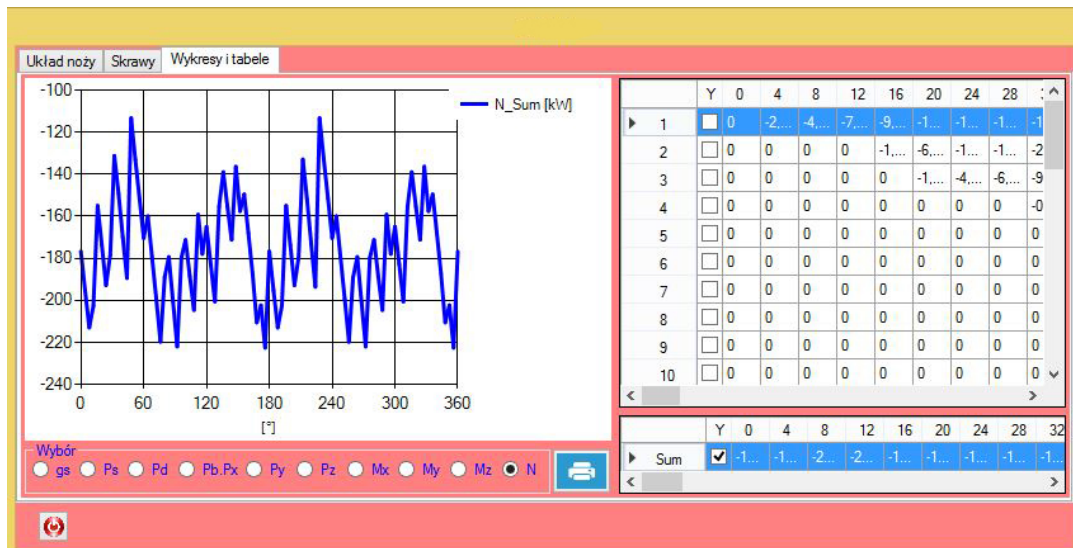 Układ noży Skrawy Wykresy i tabele
-100
-120
-140
-160
-180
-200
-220
-240
0 60 120 180 240 300 360
[°]
N_Sum [kW]
Wybór
gs Ps Pd Pb.Px Py Pz Mx My Mz N
Y 0 4 8 12 16 20 24 28
1 0 -2,... -4,... -7,... -9,... -1... -1... -1... -1
2 0 0 0 0 -1,... -6,... -1... -1... -2
3 0 0 0 0 0 -1,... -4,... -6,... -9
4 0 0 0 0 0 0 0 0 -0
5 0 0 0 0 0 0 0 0 0
6 0 0 0 0 0 0 0 0 0
7 0 0 0 0 0 0 0 0 0
8 0 0 0 0 0 0 0 0 0
9 0 0 0 0 0 0 0 0 0
10 0 0 0 0 0 0 0 0 0
Y 0 4 8 12 16 20 24 28 32
Sum -1... -1... -2... -2... -1... -1... -1... -1... -1...